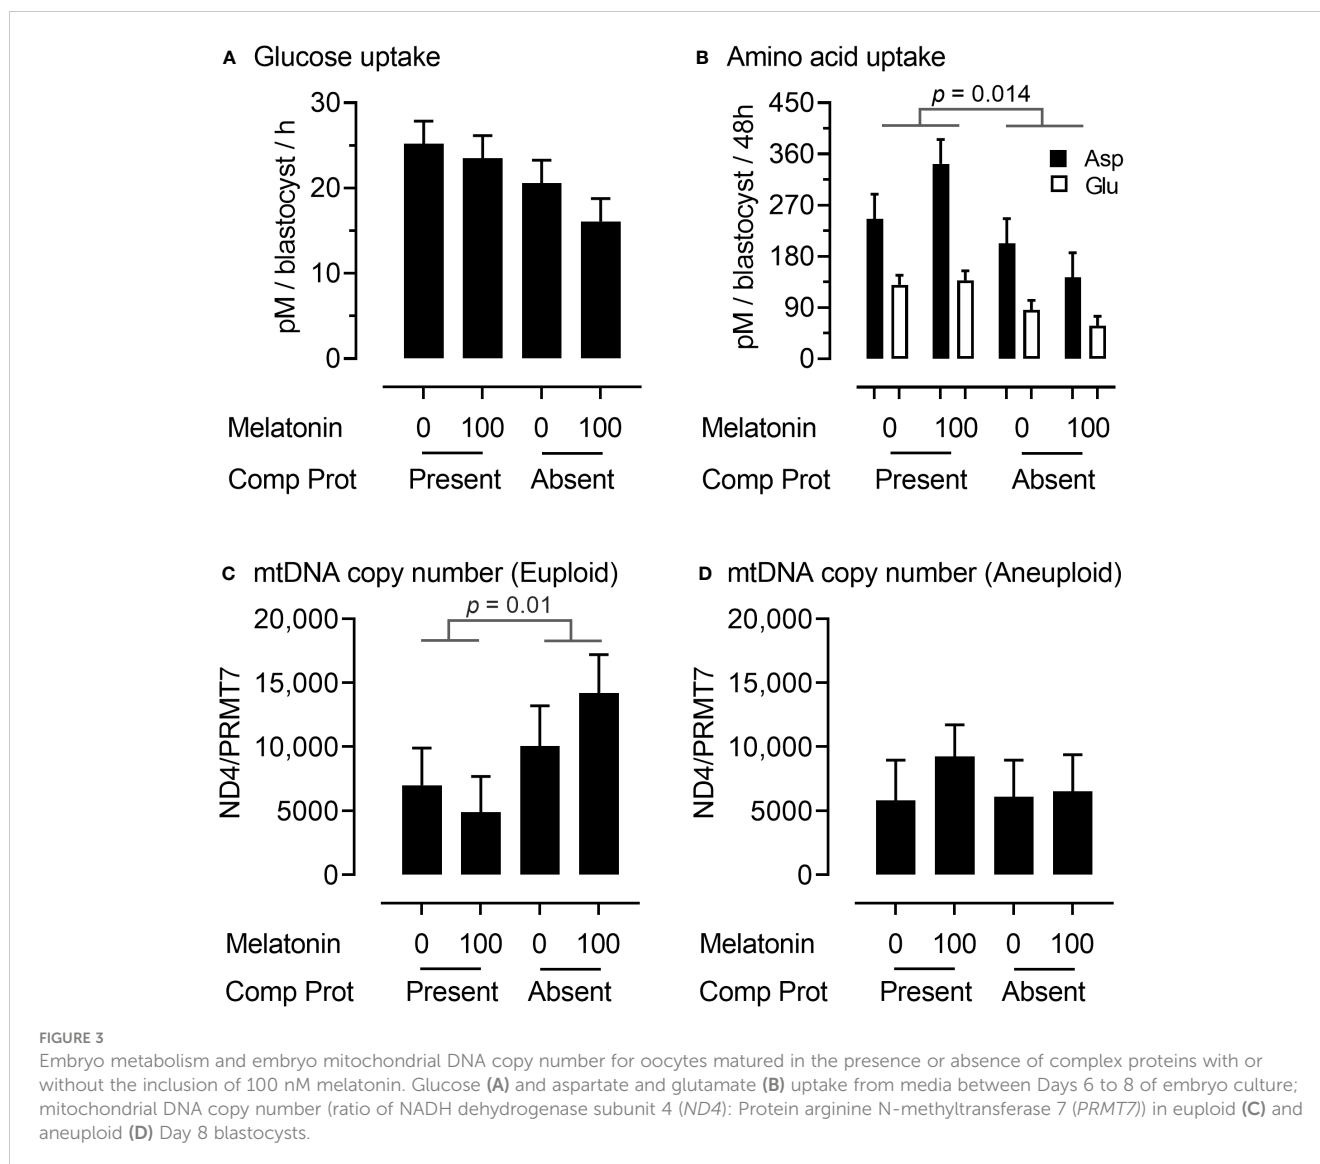 A Glucose uptake
pM / blastocyst / h
30
20
10
0
Melatonin 0 100 0 100
Comp Prot Present Absent
B Amino acid uptake
p = 0.014
pM / blastocyst / 48h
450
360
270
180
90
0
Asp
Glu
Melatonin 0 100 0 100
Comp Prot Present Absent
C mtDNA copy number (Euploid)
p = 0.01
ND4/PRMT7
20,000
15,000
10,000
5000
0
Melatonin 0 100 0 100
Comp Prot Present Absent
D mtDNA copy number (Aneuploid)
ND4/PRMT7
20,000
15,000
10,000
5000
0
Melatonin 0 100 0 100
Comp Prot Present Absent
FIGURE 3
Embryo metabolism and embryo mitochondrial DNA copy number for oocytes matured in the presence or absence of complex proteins with or
without the inclusion of 100 nM melatonin. Glucose (A) and aspartate and glutamate (B) uptake from media between Days 6 to 8 of embryo culture;
mitochondrial DNA copy number (ratio of NADH dehydrogenase subunit 4 (ND4): Protein arginine N-methyltransferase 7 (PRMT7)) in euploid (C) and
aneuploid (D) Day 8 blastocysts.